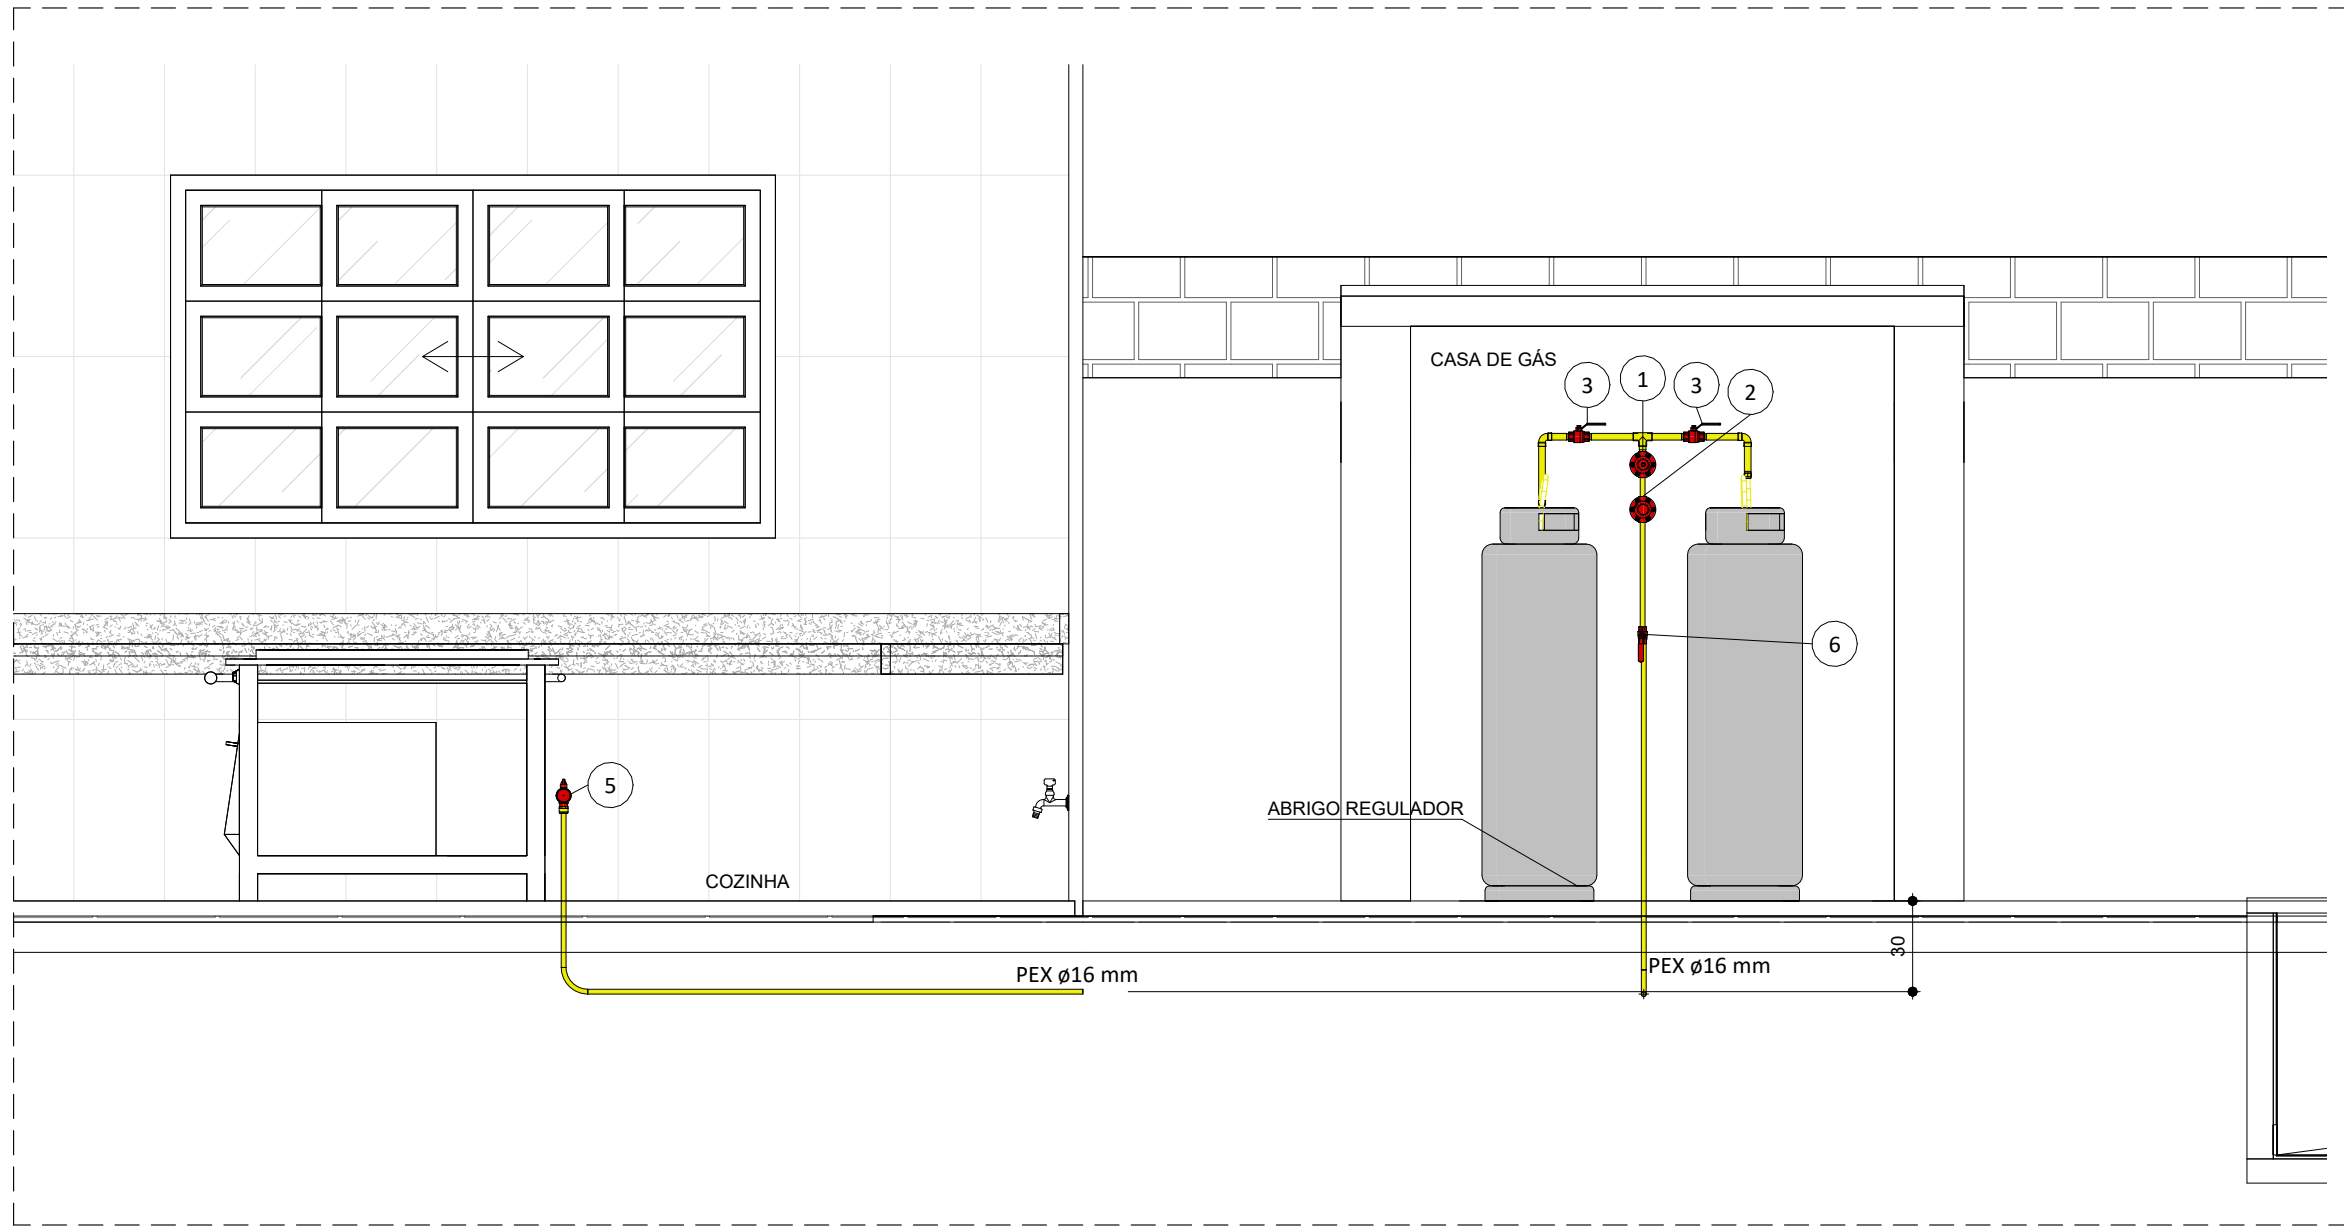 CASA DE GÁS
3
1
3
2
6
5
ABRIGO REGULADOR
COZINHA
30
PEX ø16 mm
PEX ø16 mm